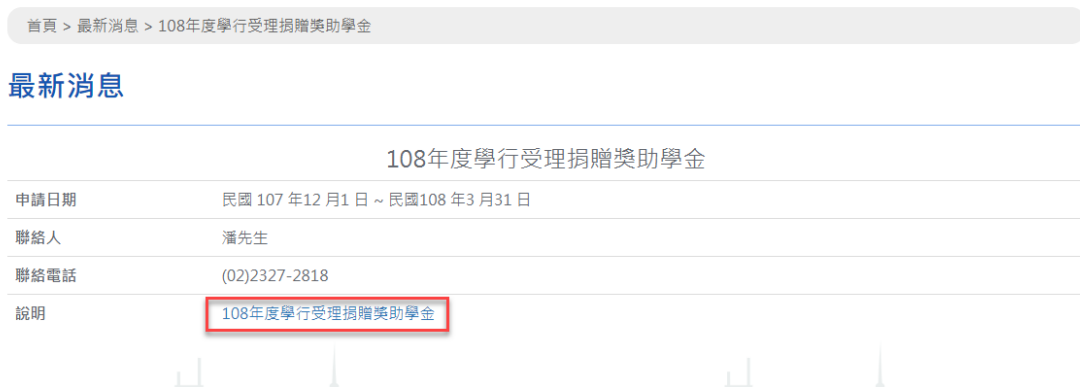 首頁 > 最新消息 > 108年度學行受理捐贈獎助學金
最新消息
108年度學行受理捐贈獎助學金
申請日期 民國 107 年12 月1 日 ~ 民國108 年3 月31 日
聯絡人 潘先生
聯絡電話 (02)2327-2818
說明 108年度學行受理捐贈獎助學金